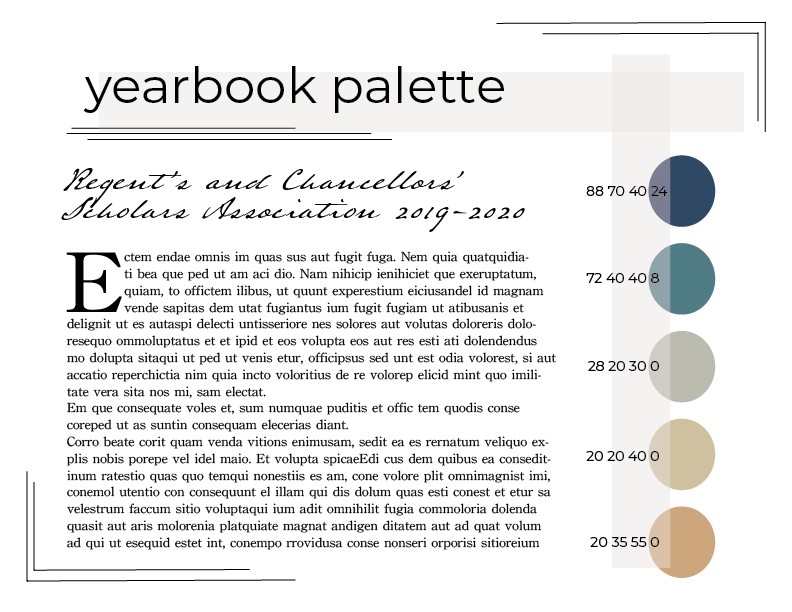 yearbook palette
Regent's and Chancellors'
Scholars Association 2019-2020
Ectem endae omnis im quas sus aut fugit fuga. Nem quia quatquidia-
ti bea que ped ut am aci dio. Nam nihicip ienihiciet que exeruptatum,
quiam, to offictem ilibus, ut quunt experestium eiciusandel id magnam
vende sapitas dem utat fugiantus ium fugit fugiam ut atibusanis et
delignit ut es autaspi delecti untisseriore nes solores aut volutas doloreris dolo-
resequo ommoluptatus et et ipid et eos volupta eos aut res esti ati dolendendus
mo dolupta sitaqui ut ped ut venis etur, officipsus sed unt est odia volorest, si aut
accatio reperchictia nim quia incto voloritius de re volorep elicid mint quo imili-
tate vera sita nos mi, sam electat.
Em que consequate voles et, sum numquae puditis et offic tem quodis conse
coreped ut as suntin consequam elecerias diant.
Corro beate corit quam venda vitions enimusam, sedit ea es rernatum veliquo ex-
plis nobis porepe vel idel maio. Et volupta spicaeEdi cus dem quibus ea consedit-
inum ratestio quas quo temqui nonestiis es am, cone volore plit omnimagnist imi,
conemol utentio con consequunt el illam qui dis dolum quas esti conest et etur sa
velestrum faccum sitio voluptaqui ium adit omnihilit fugia commoloria dolenda
quasit aut aris molorenia platquiate magnat andigen ditatem aut ad quat volum
ad qui ut esequid estet int, conempo rrovidusa conse nonseri orporisi sitioreium
88 70 40 24
72 40 40 8
28 20 30 0
20 20 40 0
20 35 55 0